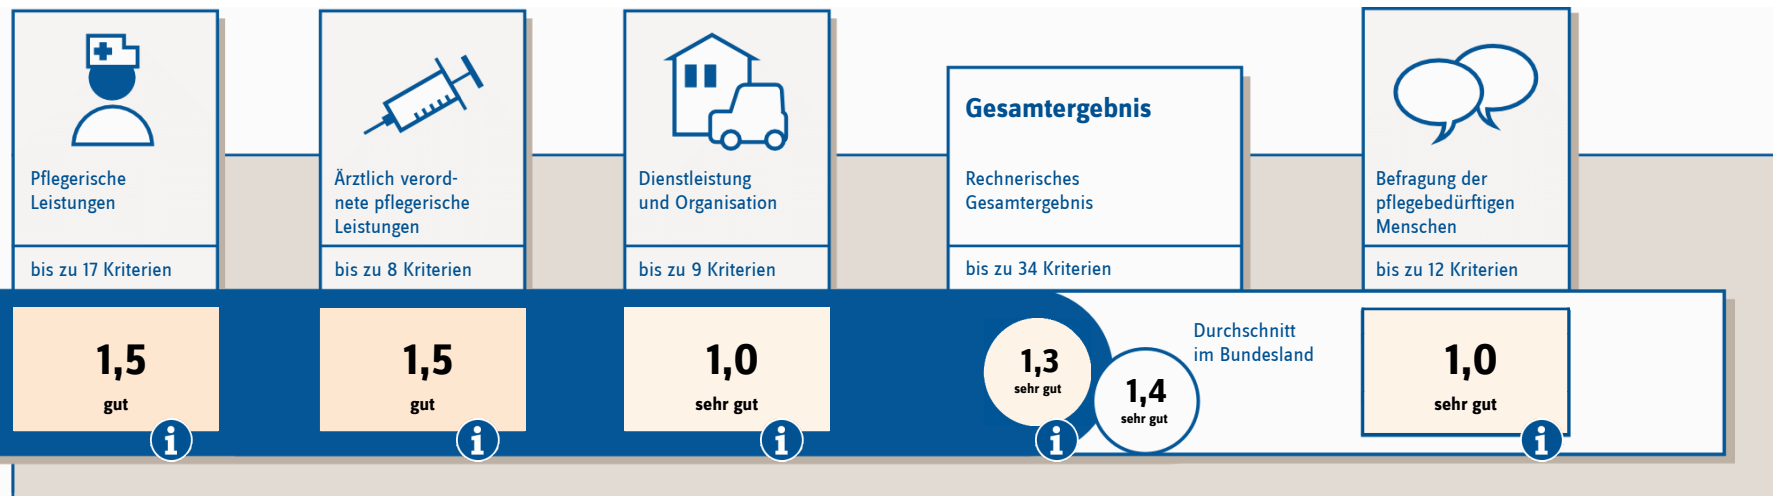 Pflegerische
Leistungen
bis zu 17 Kriterien
1,5
gut
i
Ärztlich verord-
nete pflegerische
Leistungen
bis zu 8 Kriterien
1,5
gut
i
Dienstleistung
und Organisation
bis zu 9 Kriterien
1,0
sehr gut
i
Gesamtergebnis
Rechnerisches
Gesamtergebnis
bis zu 34 Kriterien
1,3
sehr gut
i
1,4
sehr gut
Durchschnitt
im Bundesland
Befragung der
pflegebedürftigen
Menschen
bis zu 12 Kriterien
1,0
sehr gut
i